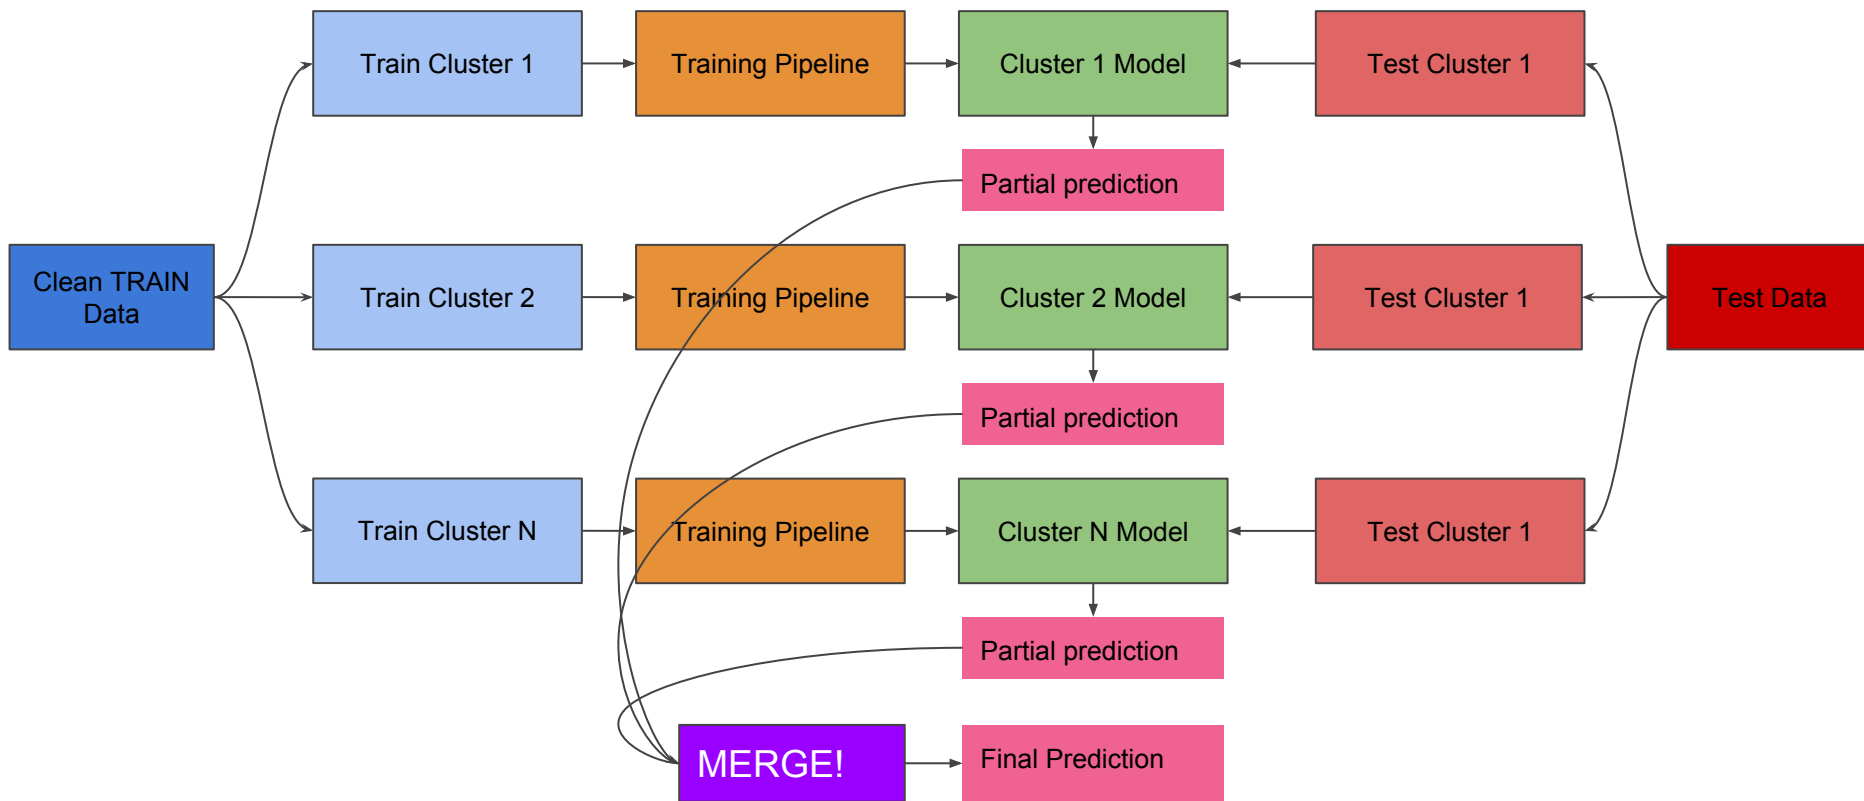 Train Cluster 1
Training Pipeline
Cluster 1 Model
Test Cluster 1
Partial prediction
Clean TRAIN
Data
Train Cluster 2
Training Pipeline
Cluster 2 Model
Test Cluster 1
Test Data
Partial prediction
Train Cluster N
Training Pipeline
Cluster N Model
Test Cluster 1
Partial prediction
MERGE!
Final Prediction